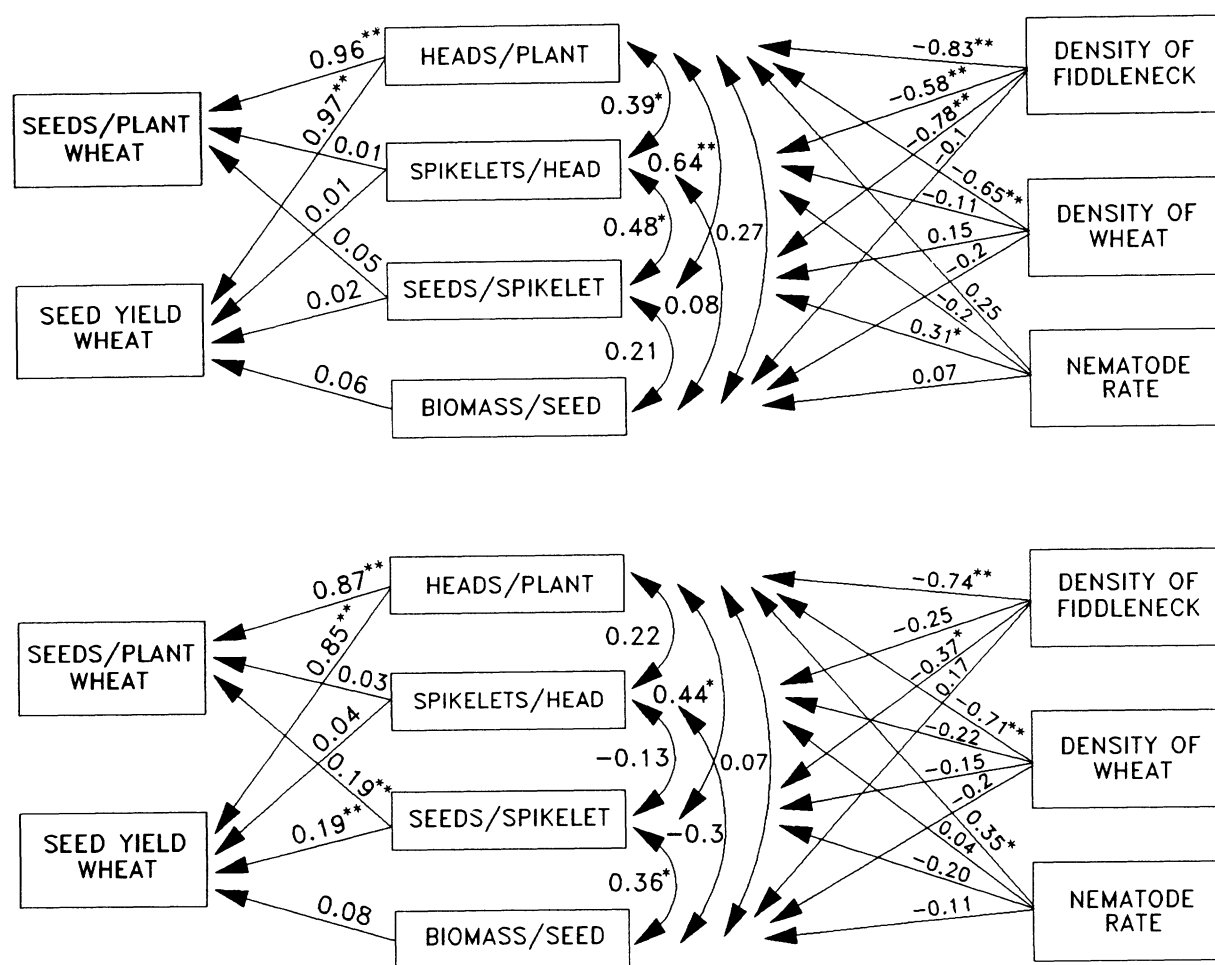 HEADS/PLANT
SPIKELETS/HEAD
SEEDS/SPIKELET
BIOMASS/SEED
SEEDS/PLANT
WHEAT
SEED YIELD
WHEAT
DENSITY OF
FIDDLENECK
DENSITY OF
WHEAT
NEMATODE
RATE
0.96**
0.97**
0.01
0.01
0.05
0.02
0.06
0.39*
0.64**
0.48*
0.27
0.08
0.21
-0.83**
-0.58**
-0.78**
-0.1
-0.65**
-0.11
0.15
-0.2
0.25
-0.2
0.31*
0.07
HEADS/PLANT
SPIKELETS/HEAD
SEEDS/SPIKELET
BIOMASS/SEED
SEEDS/PLANT
WHEAT
SEED YIELD
WHEAT
DENSITY OF
FIDDLENECK
DENSITY OF
WHEAT
NEMATODE
RATE
0.87**
0.85**
0.03
0.04
0.19**
0.19**
0.08
0.22
0.44*
-0.13
0.07
-0.3
0.36*
-0.74**
-0.25
-0.37*
0.17
-0.71**
-0.22
-0.15
-0.2
0.35*
0.04
-0.20
-0.11